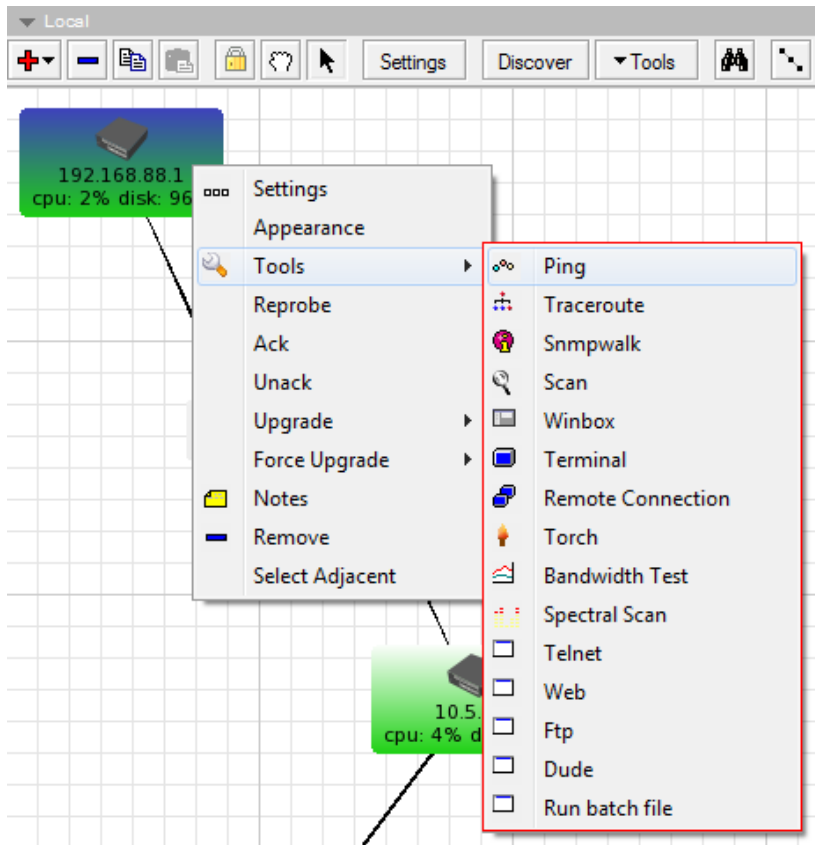 Local
Settings Discover Tools
192.168.88.1
cpu: 2% disk: 96
Settings
Appearance
Tools
Reprobe
Ack
Unack
Upgrade
Force Upgrade
Notes
Remove
Select Adjacent
Ping
Traceroute
Snmpwalk
Scan
Winbox
Terminal
Remote Connection
Torch
Bandwidth Test
Spectral Scan
Telnet
Web
Ftp
Dude
Run batch file
10.5.
cpu: 4% d